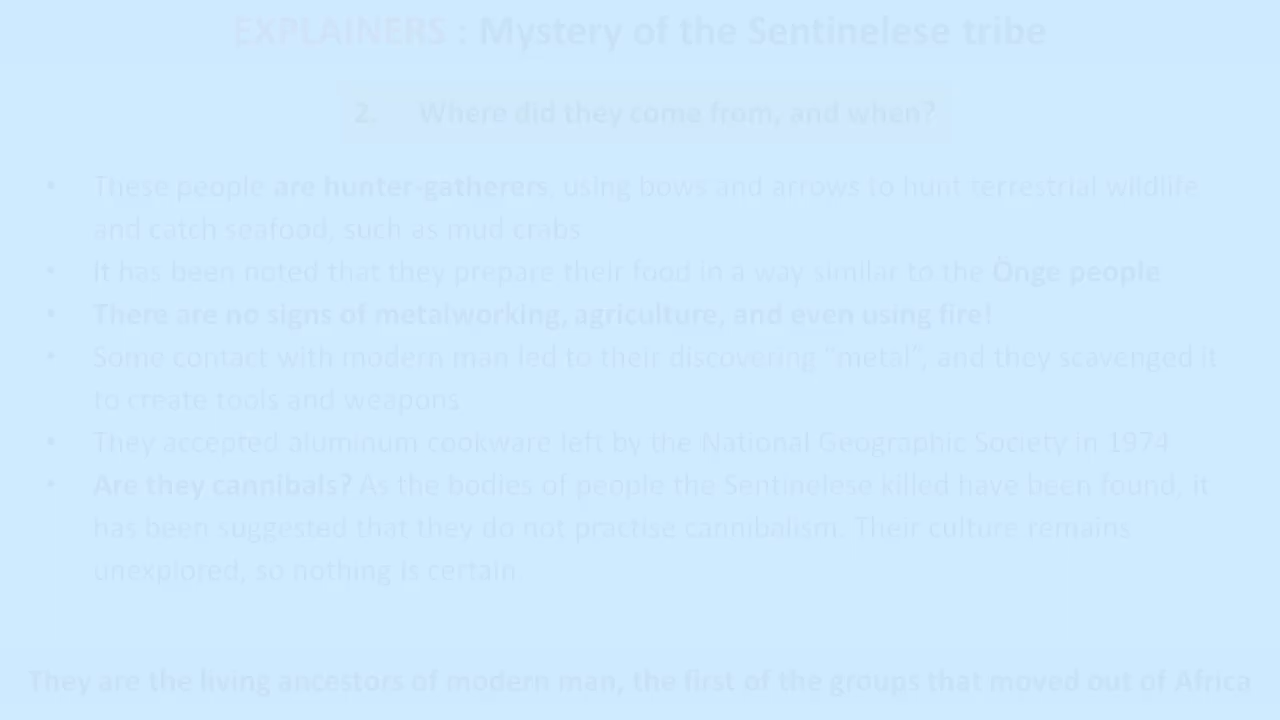 EXPLAINERS : Mystery of the Sentinelese tribe
2. Where did they come from, and when?
• These people are hunter-gatherers, using bows and arrows to hunt terrestrial wildlife
and catch seafood, such as mud crabs
• It has been noted that they prepare their food in a way similar to the Onge people
• There are no signs of metalworking, agriculture, and even using fire!
• Some contact with modern man led to their discovering "metal", and they scavenged it
to create tools and weapons
• They accepted aluminum cookware left by the National Geographic Society in 1974
• Are they cannibals? As the bodies of people the Sentinelese killed have been found, it
has been suggested that they do not practise cannibalism. Their culture remains
unexplored, so nothing is certain
They are the living ancestors of modern man, the first of the groups that moved out of Africa